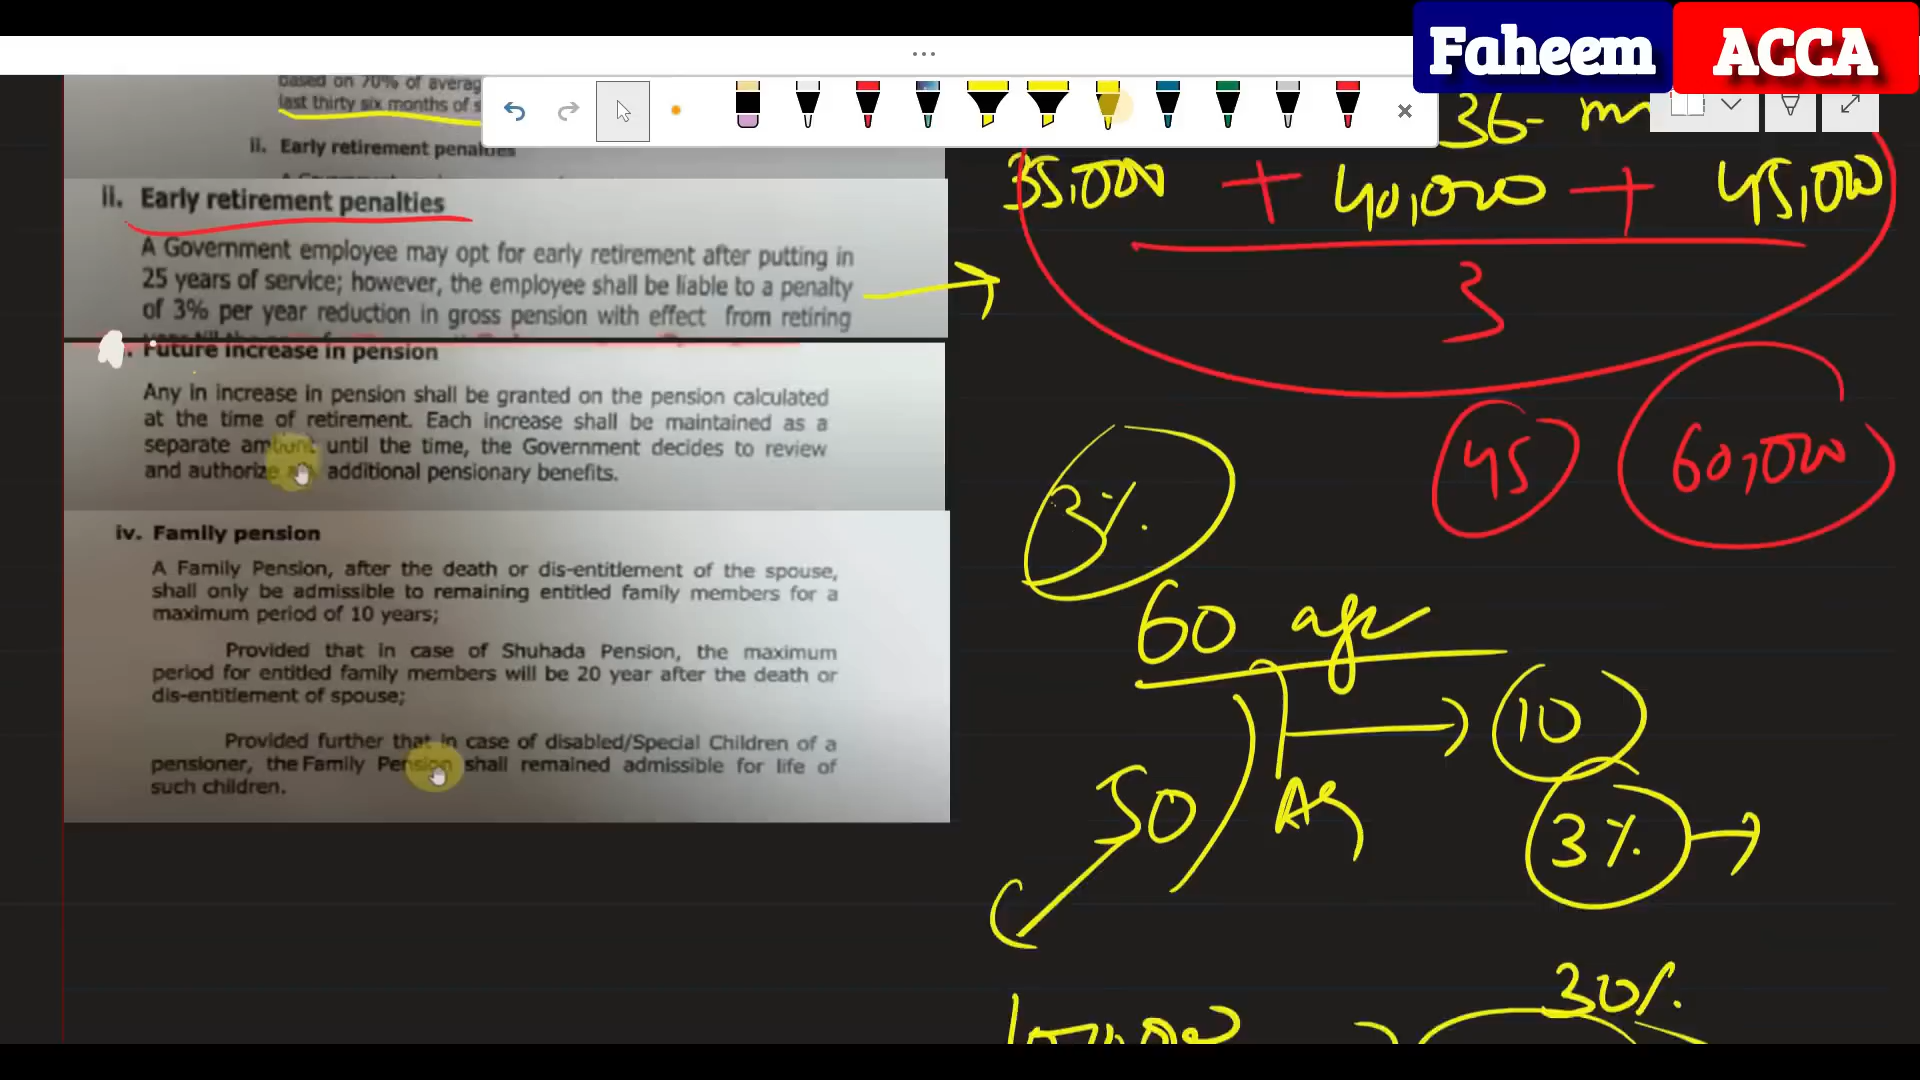 Faheem ACCA
...
based on 70% of averag
last thirty six months of s
ii. Early retirement penalties
36- m
35,000 + 40,000 + 45,000
3
ii. Early retirement penalties
A Government employee may opt for early retirement after putting in
25 years of service; however, the employee shall be liable to a penalty
of 3% per year reduction in gross pension with effect from retiring
Future increase in pension
Any in increase in pension shall be granted on the pension calculated
at the time of retirement. Each increase shall be maintained as a
separate amount until the time, the Government decides to review
and authorize additional pensionary benefits.
45
60,000
3%.
iv. Family pension
A Family Pension, after the death or dis-entitlement of the spouse,
shall only be admissible to remaining entitled family members for a
maximum period of 10 years;
Provided that in case of Shuhada Pension, the maximum
period for entitled family members will be 20 year after the death or
dis-entitlement of spouse;
Provided further that in case of disabled/Special Children of a
pensioner, the Family Pension shall remained admissible for life of
such children.
60 age
10
50
3%.
30%.